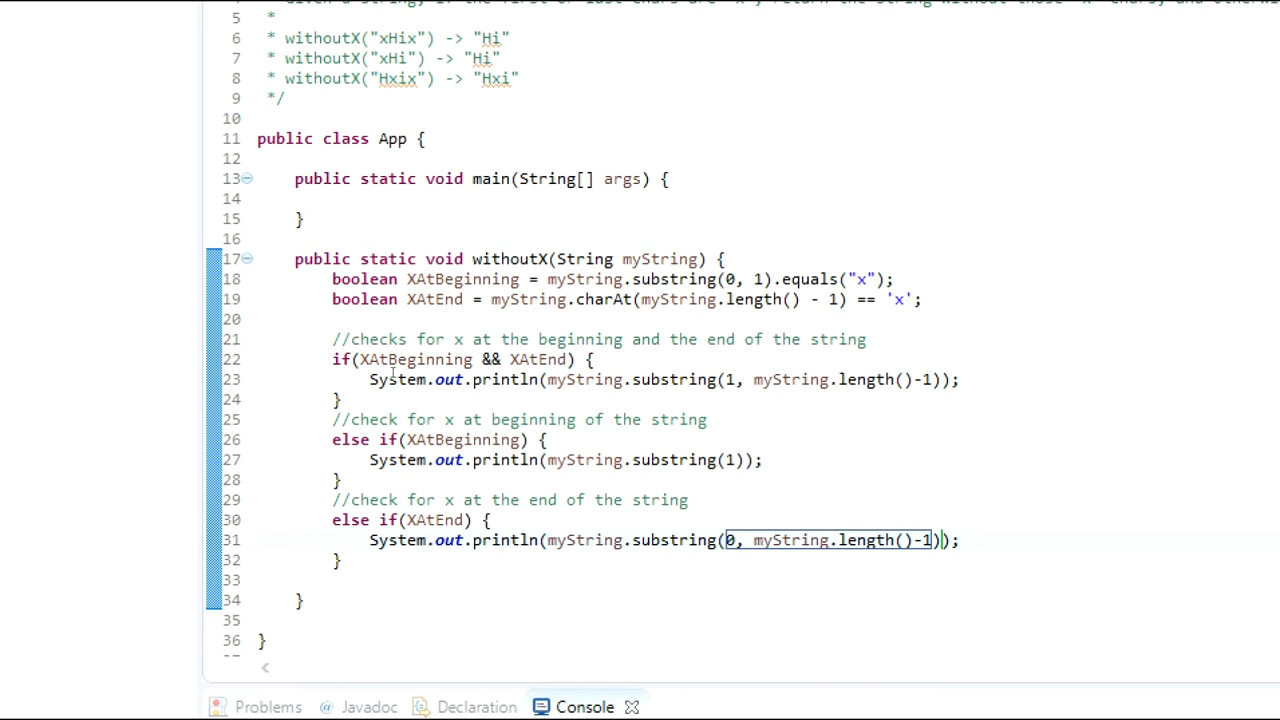 5 *
6 * withoutX("xHix") -> "Hi"
7 * withoutX("xHi") -> "Hi"
8 * withoutX("Hxix") -> "Hxi"
9 */
10
11 public class App {
12
13 public static void main(String[] args) {
14
15 }
16
17 public static void withoutX(String myString) {
18 boolean XAtBeginning = myString.substring(0, 1).equals("x");
19 boolean XAtEnd = myString.charAt(myString.length() - 1) == 'x';
20
21 //checks for x at the beginning and the end of the string
22 if(XAtBeginning && XAtEnd) {
23 System.out.println(myString.substring(1, myString.length()-1));
24 }
25 //check for x at beginning of the string
26 else if(XAtBeginning) {
27 System.out.println(myString.substring(1));
28 }
29 //check for x at the end of the string
30 else if(XAtEnd) {
31 System.out.println(myString.substring(0, myString.length()-1));
32 }
33
34 }
35
36 }
Problems @ Javadoc Declaration Console